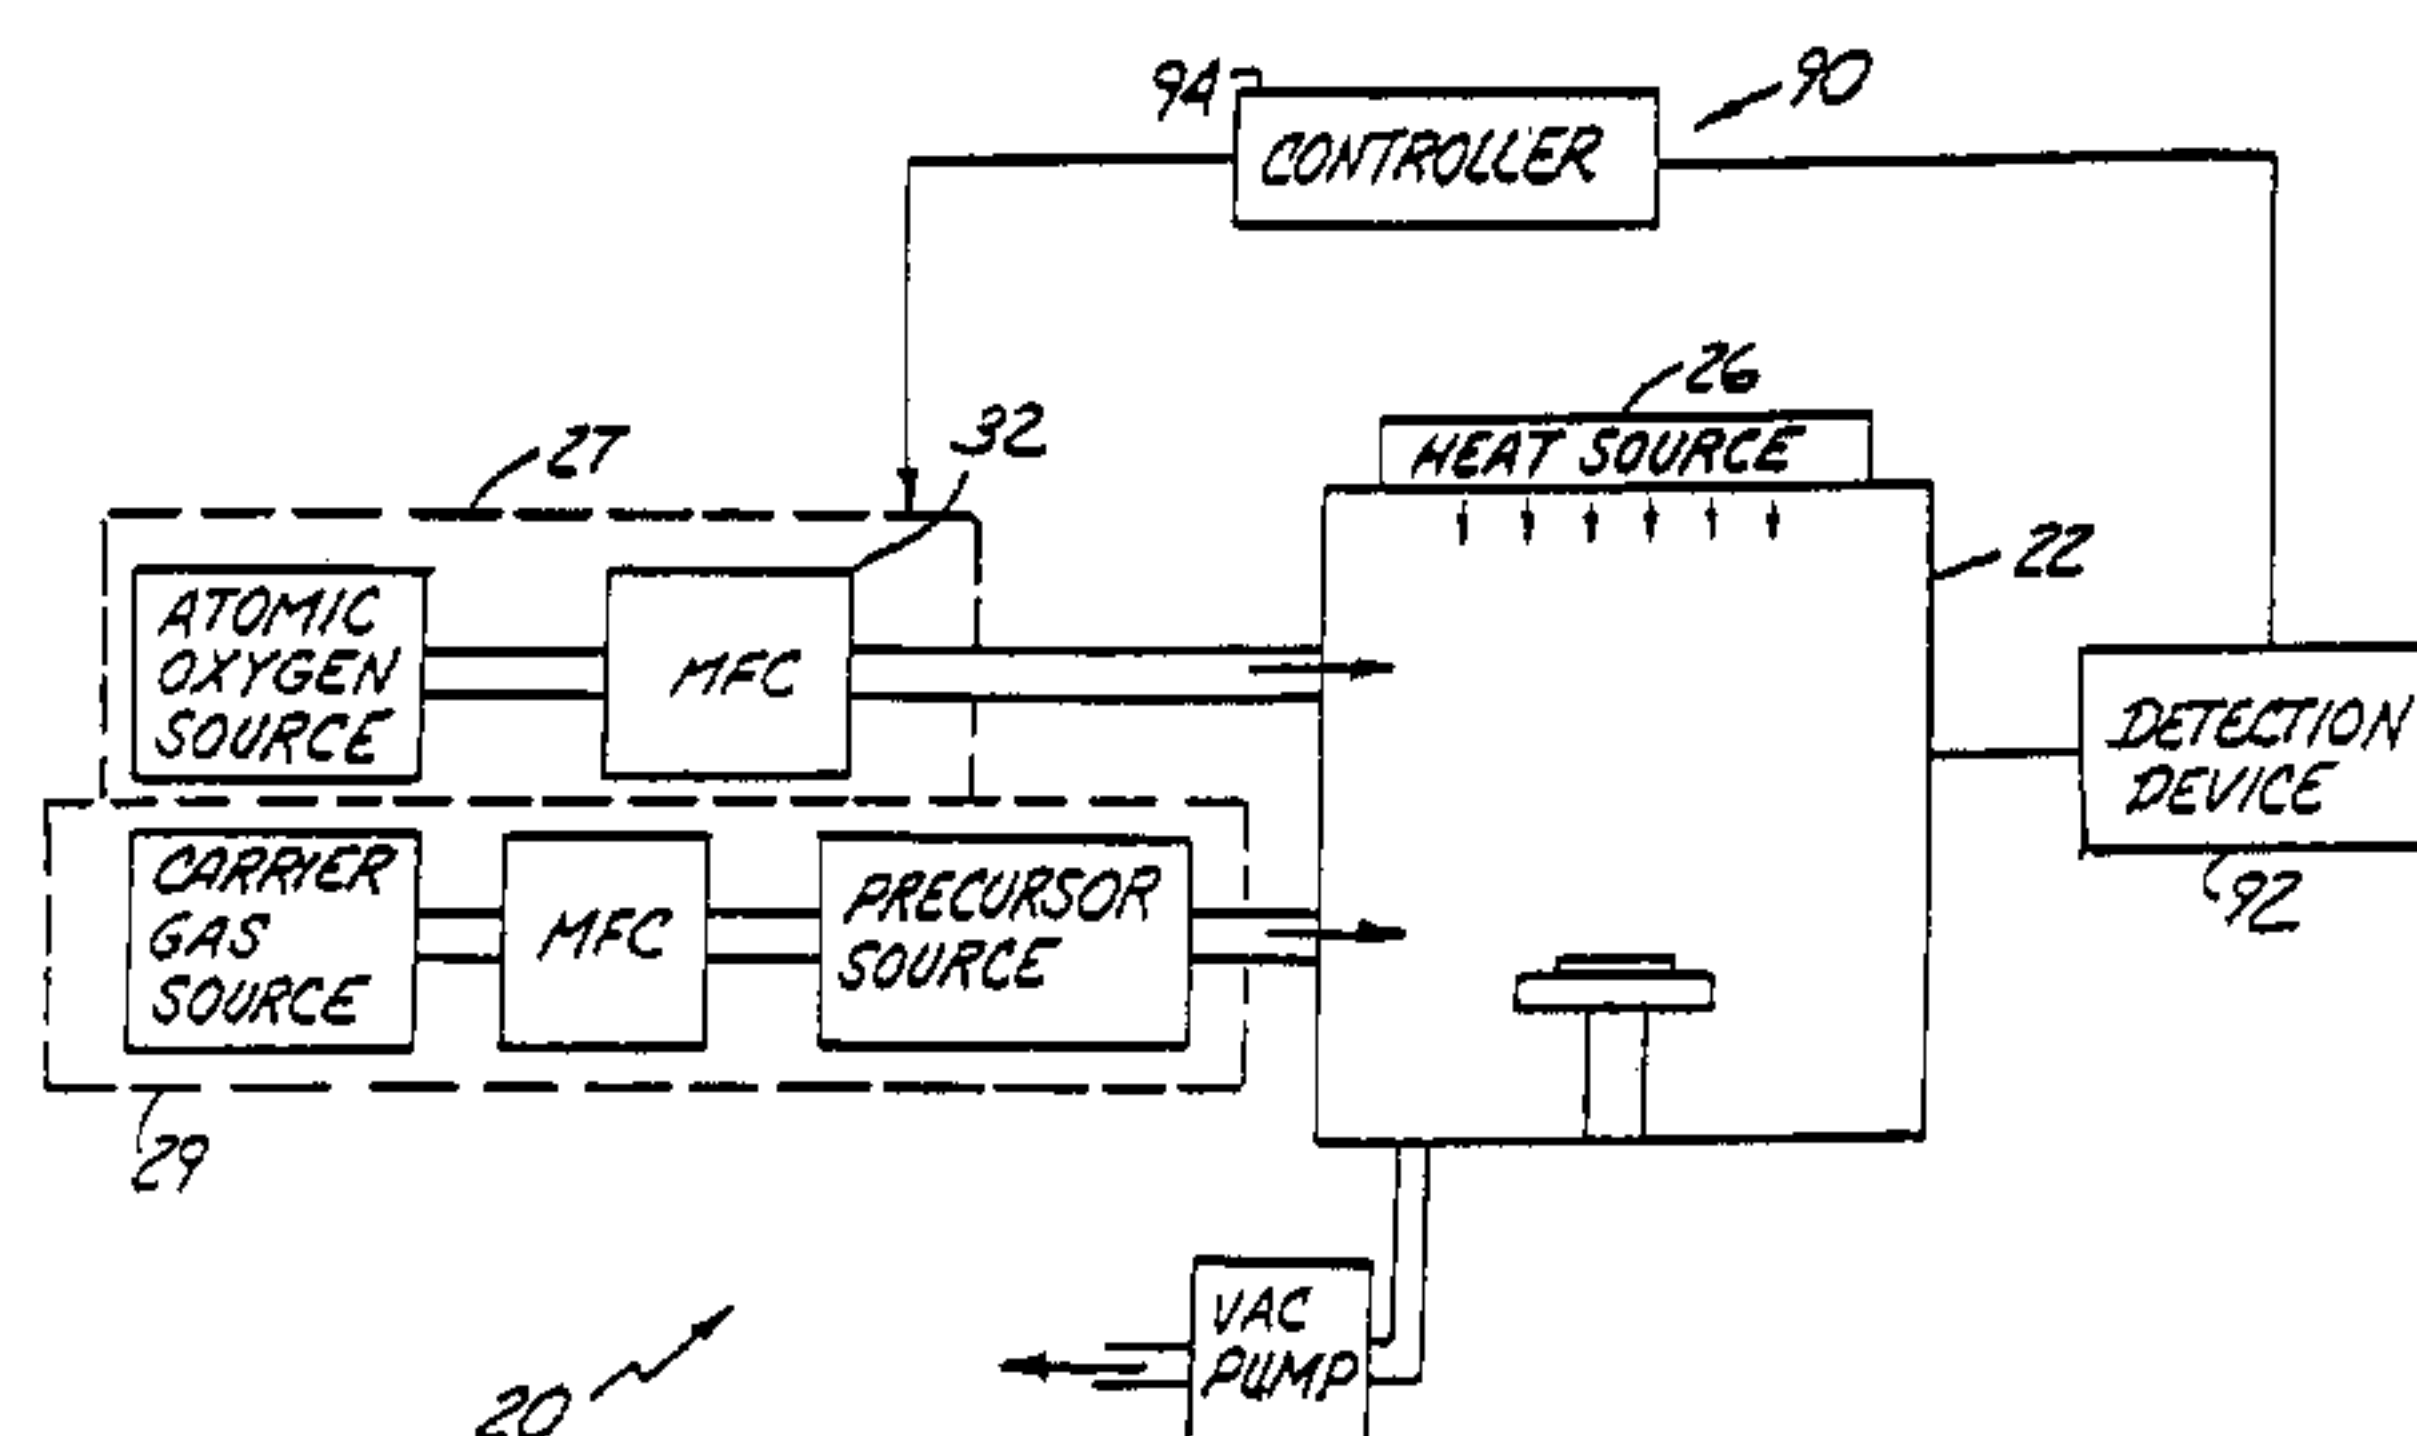 94
90
CONTROLLER
26
HEAT SOURCE
32
27
22
ATOMIC
OXYGEN
SOURCE
MFC
DETECTION
DEVICE
92
CARRIER
GAS
SOURCE
MFC
PRECURSOR
SOURCE
29
VAC
PUMP
20